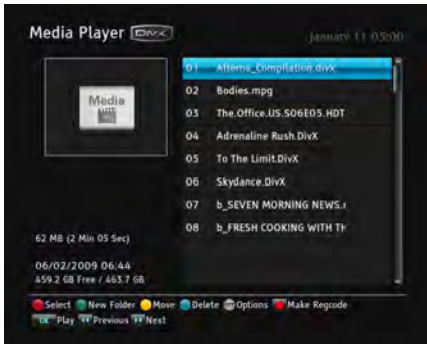 Media Player DIVX
January 11 05:00
01 Alterno_Compilation.divx
Media
02 Bodies.mpg
03 The.Office.US.S06E05.HDT
04 Adrenaline Rush.DivX
05 To The Limit.DivX
06 Skydance.DivX
07 b_SEVEN MORNING NEWS.
08 b_FRESH COOKING WITH TH
62 MB (2 Min 05 Sec)
06/02/2009 06:44
459.2 GB Free / 463.7 GB
Select New Folder Move Delete Options Make Regcode
OK Play Previous Next